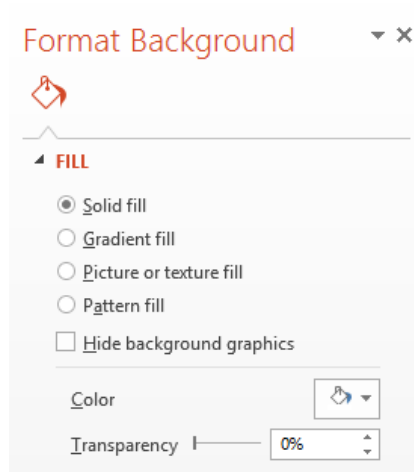 Format Background
FILL
Solid fill
Gradient fill
Picture or texture fill
Pattern fill
Hide background graphics
Color
Transparency 0%